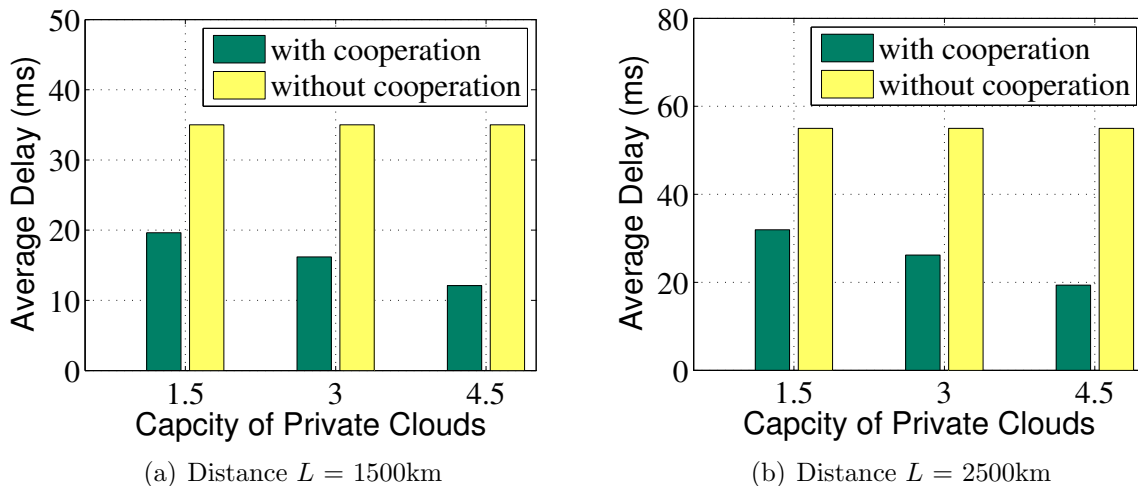 50
40
30
20
10
0
Average Delay (ms)
with cooperation
without cooperation
1.5 3 4.5
Capcity of Private Clouds
(a) Distance L = 1500km
80
60
40
20
0
Average Delay (ms)
with cooperation
without cooperation
1.5 3 4.5
Capcity of Private Clouds
(b) Distance L = 2500km